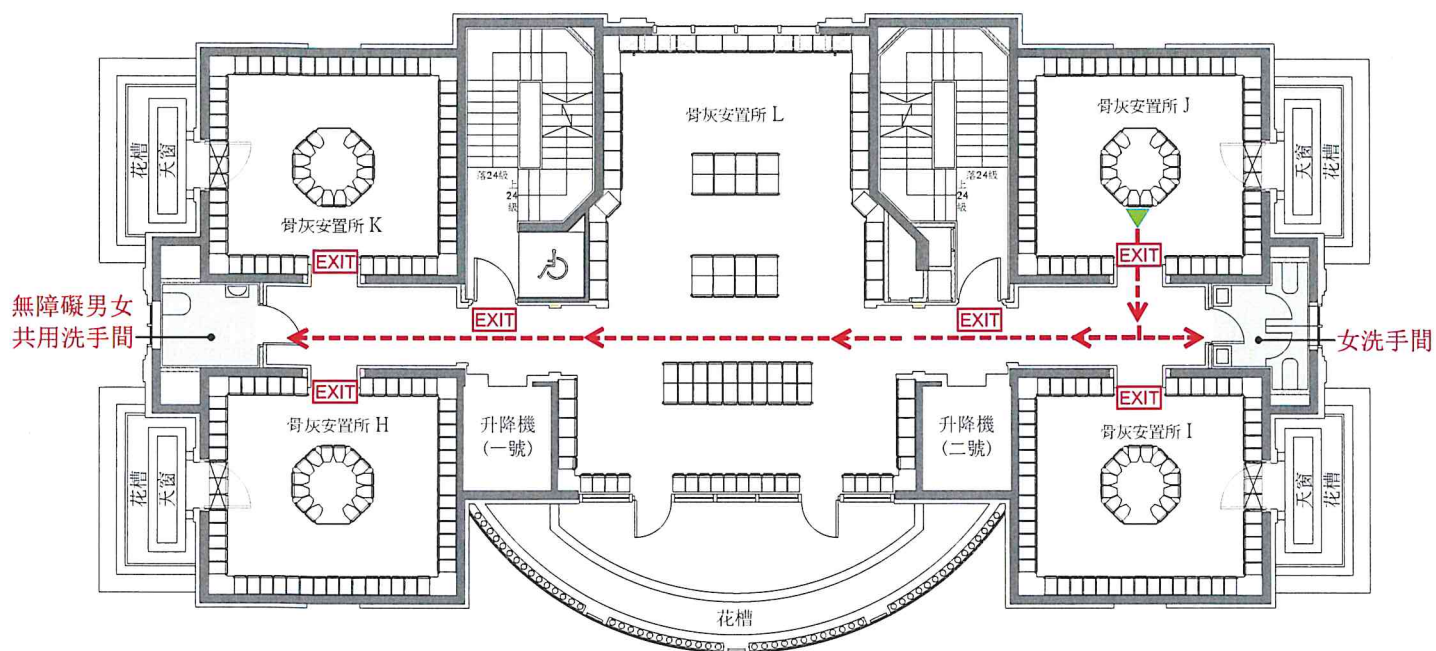 骨灰安置所 L
骨灰安置所 J
花槽
天窗
天窗
花槽
落24級
上
24
級
落24級
上
24
級
骨灰安置所 K
EXIT
EXIT
無障礙男女
共用洗手間
EXIT
EXIT
女洗手間
EXIT
EXIT
骨灰安置所 H
升降機
(一號)
升降機
(二號)
骨灰安置所 I
花槽
天窗
天窗
花槽
花槽